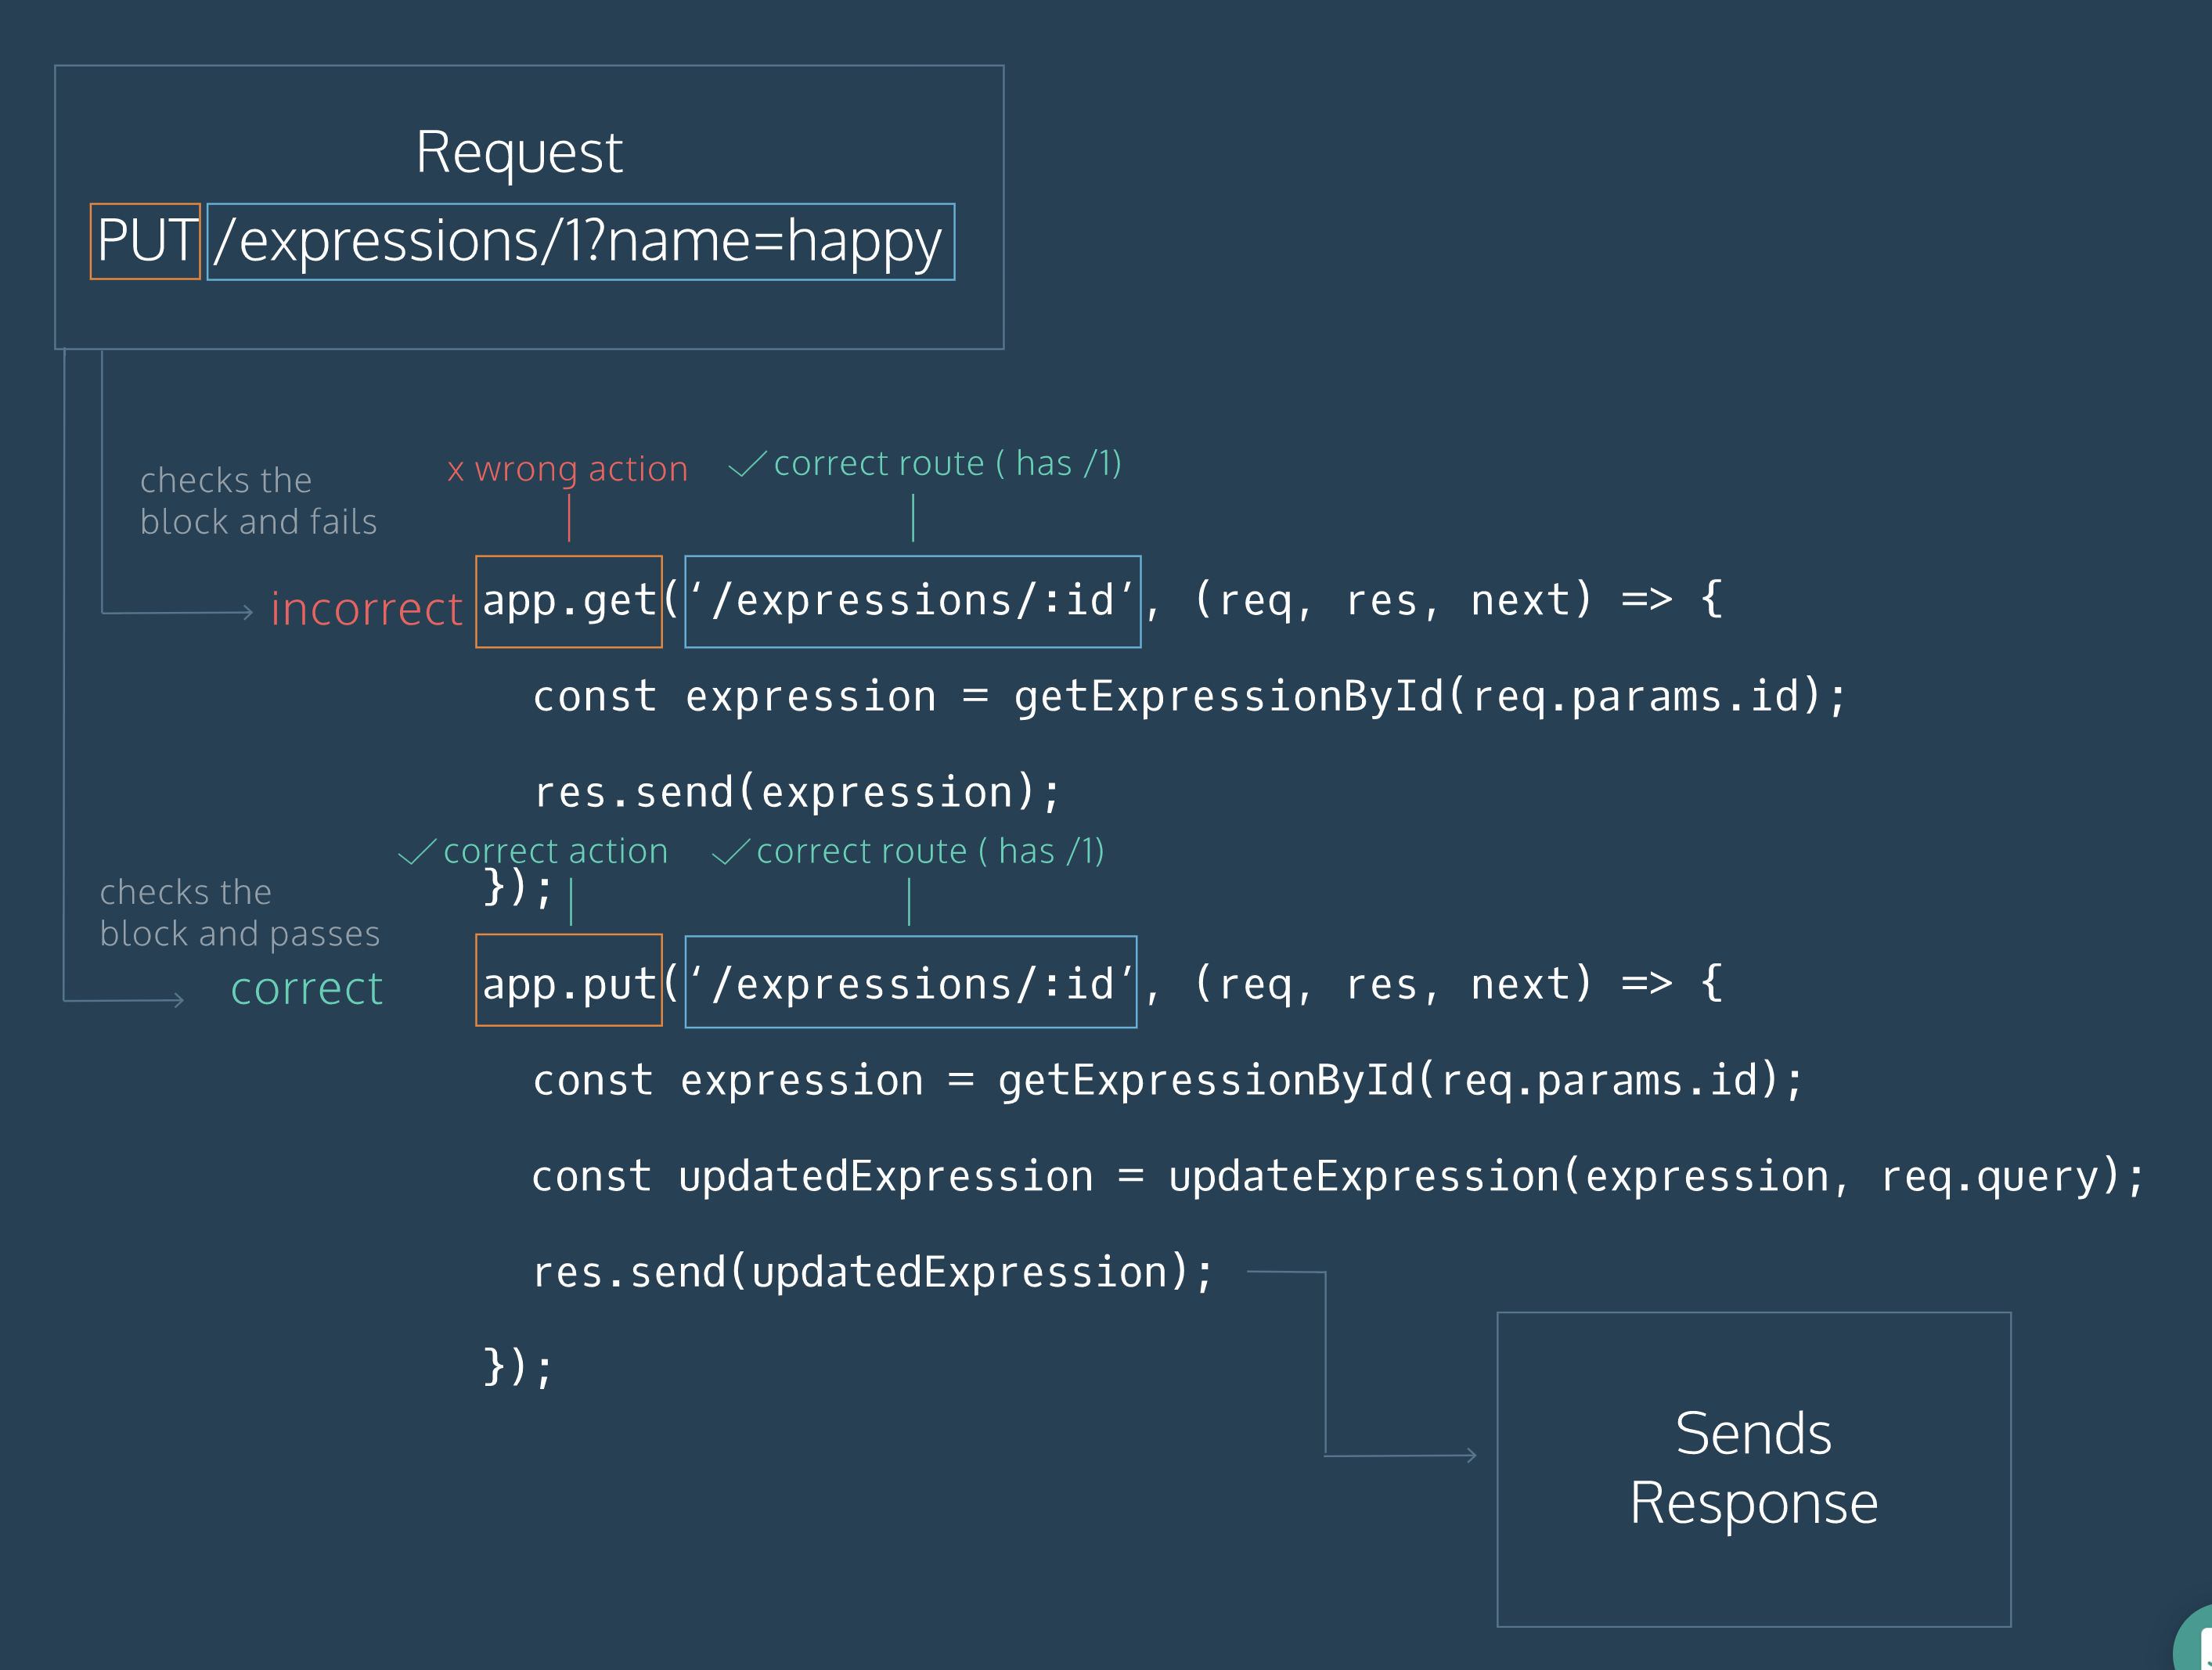 Request
PUT /expressions/1?name=happy
checks the
block and fails
x wrong action
correct route ( has /1)
incorrect
app.get(‘/expressions/:id’, (req, res, next) => {
const expression = getExpressionById(req.params.id);
res.send(expression);
correct action
correct route ( has /1)
});
checks the
block and passes
correct
app.put(‘/expressions/:id’, (req, res, next) => {
const expression = getExpressionById(req.params.id);
const updatedExpression = updateExpression(expression, req.query);
res.send(updatedExpression);
});
Sends
Response